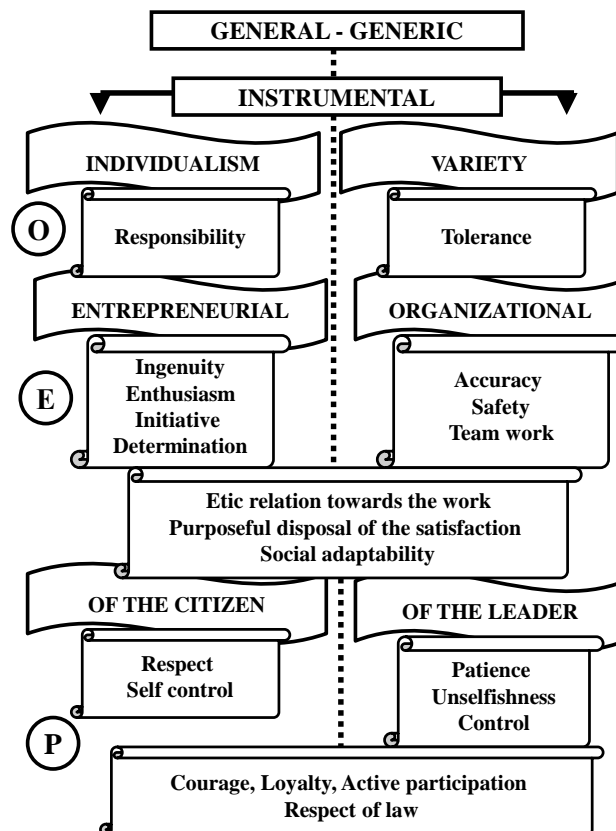 GENERAL - GENERIC
INSTRUMENTAL
INDIVIDUALISM
VARIETY
O
Responsibility
Tolerance
ENTREPRENEURIAL
ORGANIZATIONAL
E
Ingenuity
Enthusiasm
Initiative
Determination
Accuracy
Safety
Team work
Etic relation towards the work
Purposeful disposal of the satisfaction
Social adaptability
OF THE CITIZEN
OF THE LEADER
Respect
Self control
Patience
Unselfishness
Control
P
Courage, Loyalty, Active participation
Respect of law